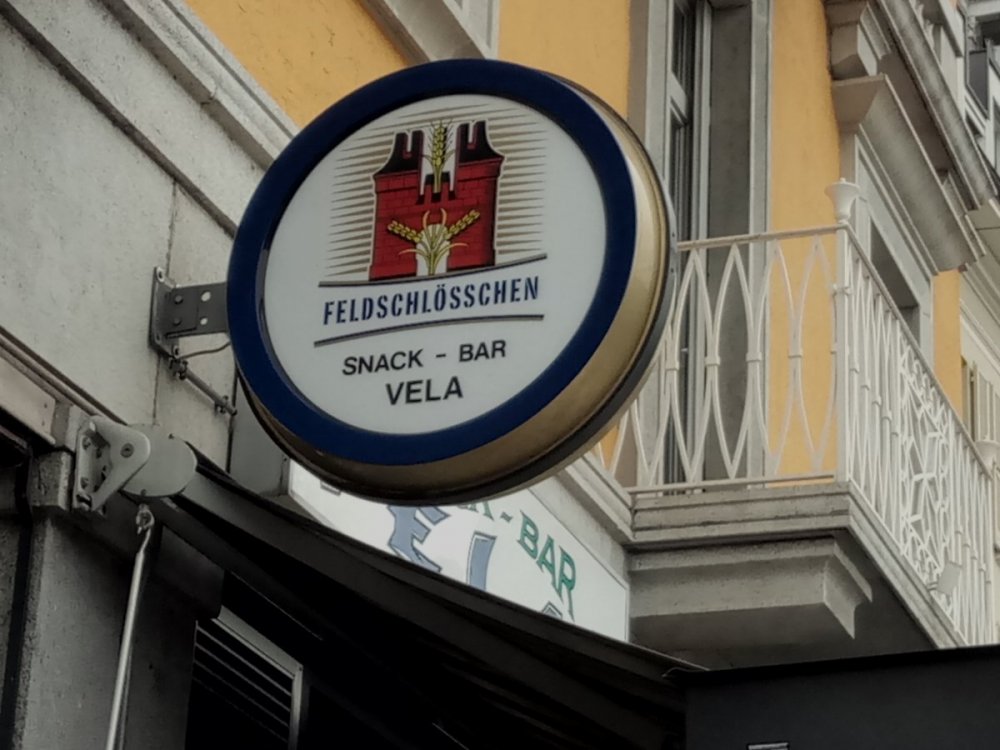 FELDSCHLÖSSCHEN
SNACK - BAR
VELA
- BAR